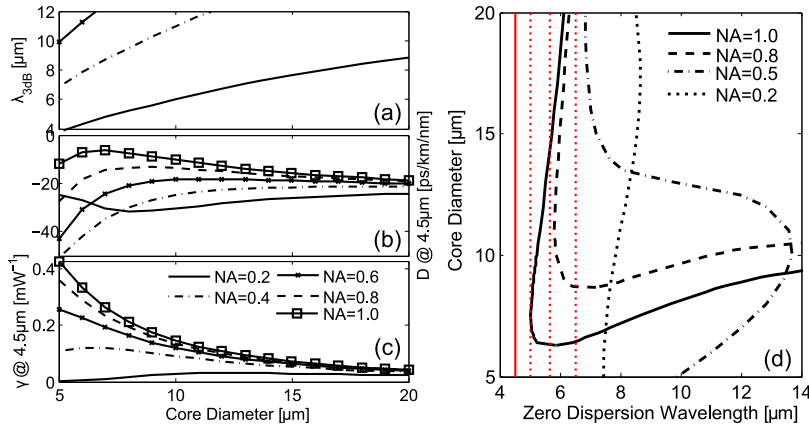 12
10
8
6
4
λ3dB [μm]
(a)
0
−20
−40
D @ 4.5μm [ps/km/nm]
(b)
0.4
0.2
0
γ @ 4.5μm [mW⁻¹]
NA=0.2
NA=0.4
NA=0.6
NA=0.8
NA=1.0
(c)
5
10
15
20
Core Diameter [μm]
20
15
10
5
Core Diameter [μm]
NA=1.0
NA=0.8
NA=0.5
NA=0.2
(d)
4
6
8
10
12
14
Zero Dispersion Wavelength [μm]